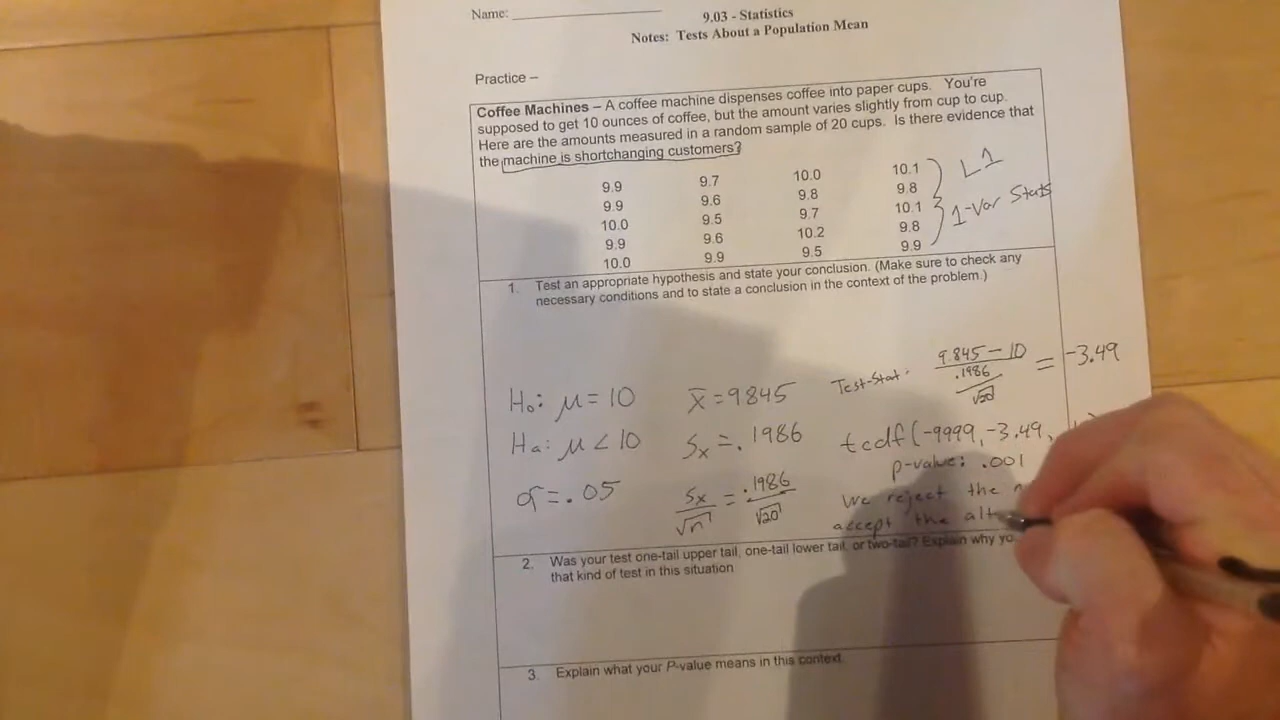 Name:
9.03 - Statistics
Notes: Tests About a Population Mean
Practice –
Coffee Machines – A coffee machine dispenses coffee into paper cups. You're
supposed to get 10 ounces of coffee, but the amount varies slightly from cup to cup.
Here are the amounts measured in a random sample of 20 cups. Is there evidence that
the machine is shortchanging customers?
9.9 9.7 10.0 10.1
9.9 9.6 9.8 9.8
10.0 9.5 9.7 10.1
9.9 9.6 10.2 9.8
10.0 9.9 9.5 9.9
L1
1-Var Stats
1. Test an appropriate hypothesis and state your conclusion. (Make sure to check any
necessary conditions and to state a conclusion in the context of the problem.)
H₀: μ = 10
Hₐ: μ < 10
σ = .05
x̄ = 9845
Sx = .1986
Sx/√n = .1986/√20
Test-Stat: (9.845 − 10)/(.1986/√20) = −3.49
tcdf(-9999, -3.49,
p-value: .001
We reject the
accept the alt
2. Was your test one-tail upper tail, one-tail lower tail, or two-tail? Explain why yo
that kind of test in this situation
3. Explain what your P-value means in this context.